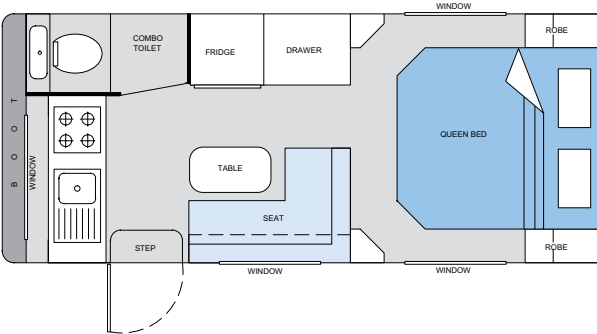 WINDOW
COMBO
TOILET
FRIDGE
DRAWER
ROBE
BOOT
WINDOW
QUEEN BED
TABLE
SEAT
STEP
ROBE
WINDOW
WINDOW